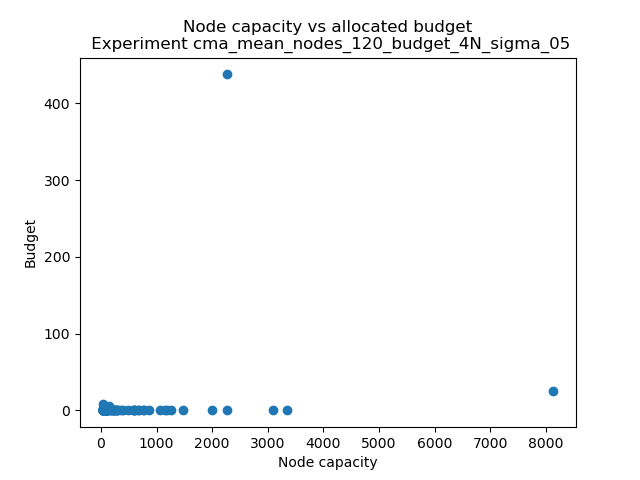 Node capacity vs allocated budget
Experiment cma_mean_nodes_120_budget_4N_sigma_05
400
300
200
100
0
Budget
0 1000 2000 3000 4000 5000 6000 7000 8000
Node capacity